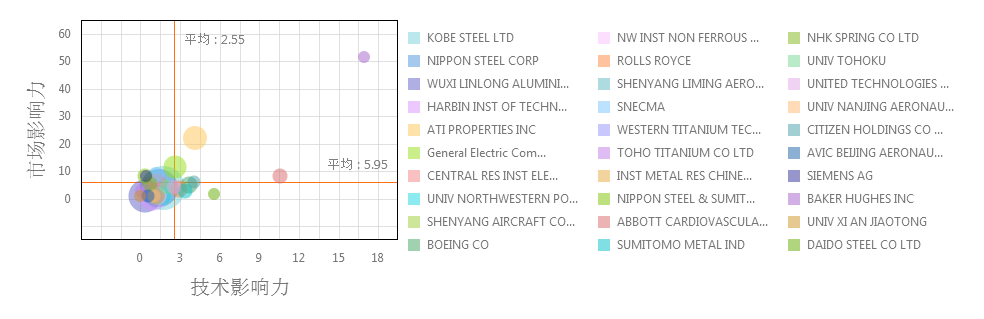 60
50
40
30
20
10
0
市场影响力
平均 : 2.55
平均 : 5.95
0 3 6 9 12 15 18
技术影响力
KOBE STEEL LTD
NIPPON STEEL CORP
WUXI LINLONG ALUMINI...
HARBIN INST OF TECHN...
ATI PROPERTIES INC
General Electric Com...
CENTRAL RES INST ELE...
UNIV NORTHWESTERN PO...
SHENYANG AIRCRAFT CO...
BOEING CO
NW INST NON FERROUS ...
ROLLS ROYCE
SHENYANG LIMING AERO...
SNECMA
WESTERN TITANIUM TEC...
TOHO TITANIUM CO LTD
INST METAL RES CHINE...
NIPPON STEEL & SUMIT...
ABBOTT CARDIOVASCULA...
SUMITOMO METAL IND
NHK SPRING CO LTD
UNIV TOHOKU
UNITED TECHNOLOGIES ...
UNIV NANJING AERONAU...
CITIZEN HOLDINGS CO ...
AVIC BEIJING AERONAU...
SIEMENS AG
BAKER HUGHES INC
UNIV XI AN JIAOTONG
DAIDO STEEL CO LTD